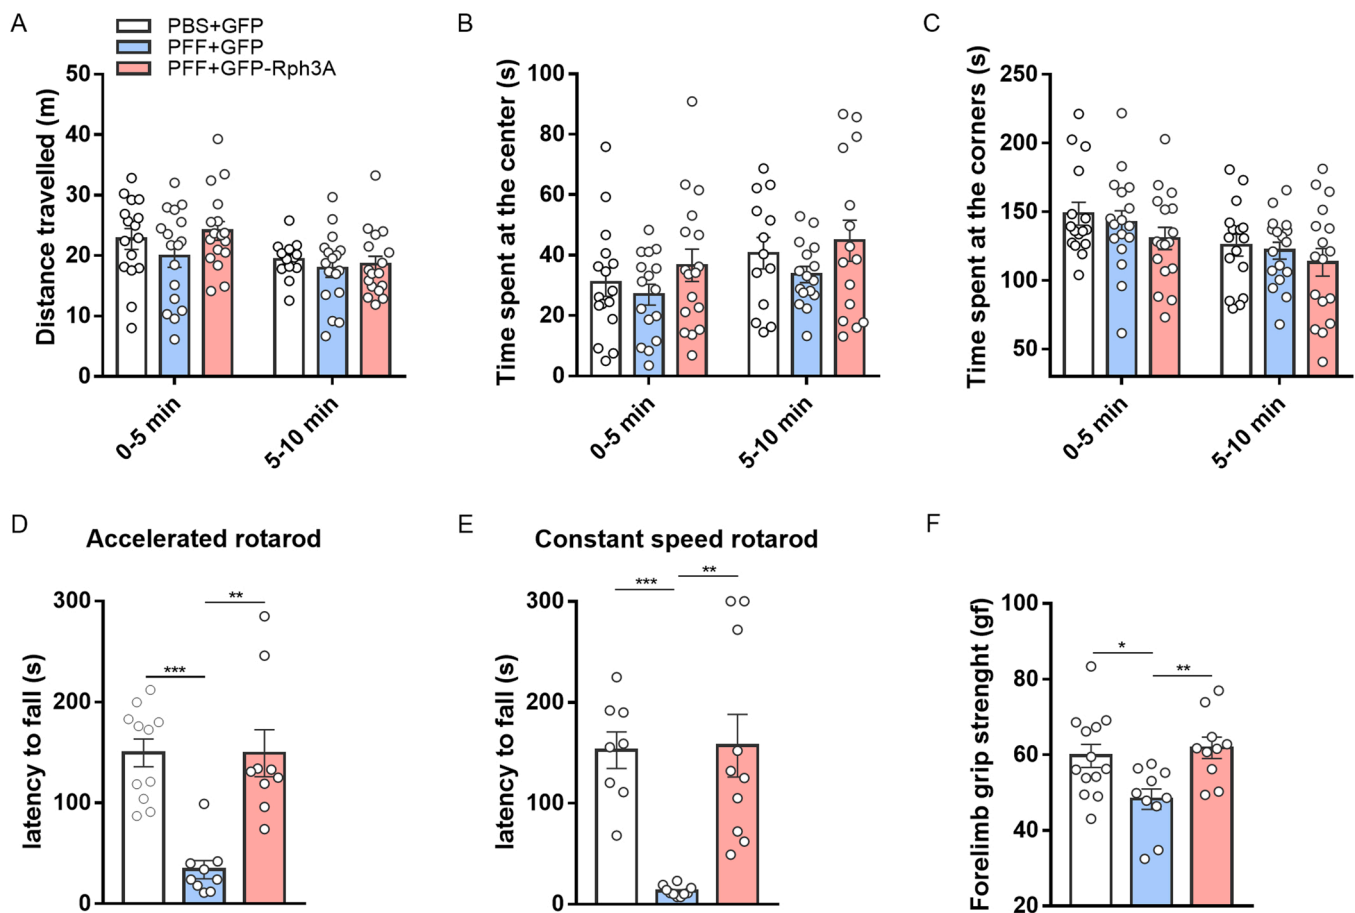 A
PBS+GFP
PFF+GFP
PFF+GFP-Rph3A
Distance travelled (m)
50
40
30
20
10
0
0-5 min
5-10 min
B
Time spent at the center (s)
100
80
60
40
20
0
0-5 min
5-10 min
C
Time spent at the corners (s)
250
200
150
100
50
0-5 min
5-10 min
D
Accelerated rotarod
latency to fall (s)
300
200
100
0
***
**
E
Constant speed rotarod
latency to fall (s)
300
200
100
0
***
**
F
Forelimb grip strenght (gf)
100
80
60
40
20
*
**